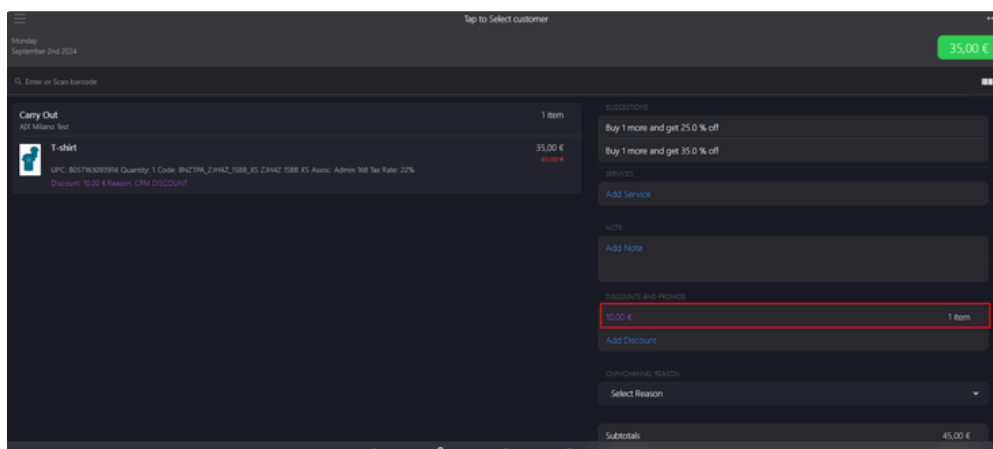 Tap to Select customer
Monday
September 2nd 2024
35,00 €
Enter or Scan barcode
Carry Out
1 item
AJX Milano Test
T-shirt
35,00 €
45,00 €
UPC: 8057163093914 Quantity: 1 Code: BNZTPA_ZJH4Z_1588_XS ZJH4Z 1588 XS Assoc: Admin 168 Tax Rate: 22%
Discount: 10,00 € Reason: CRM DISCOUNT
SUGGESTIONS
Buy 1 more and get 25.0 % off
Buy 1 more and get 35.0 % off
SERVICES
Add Service
NOTE
Add Note
DISCOUNTS AND PROMOS
10,00 €
1 item
Add Discount
OMNICHANNEL REASON
Select Reason
Subtotals
45,00 €